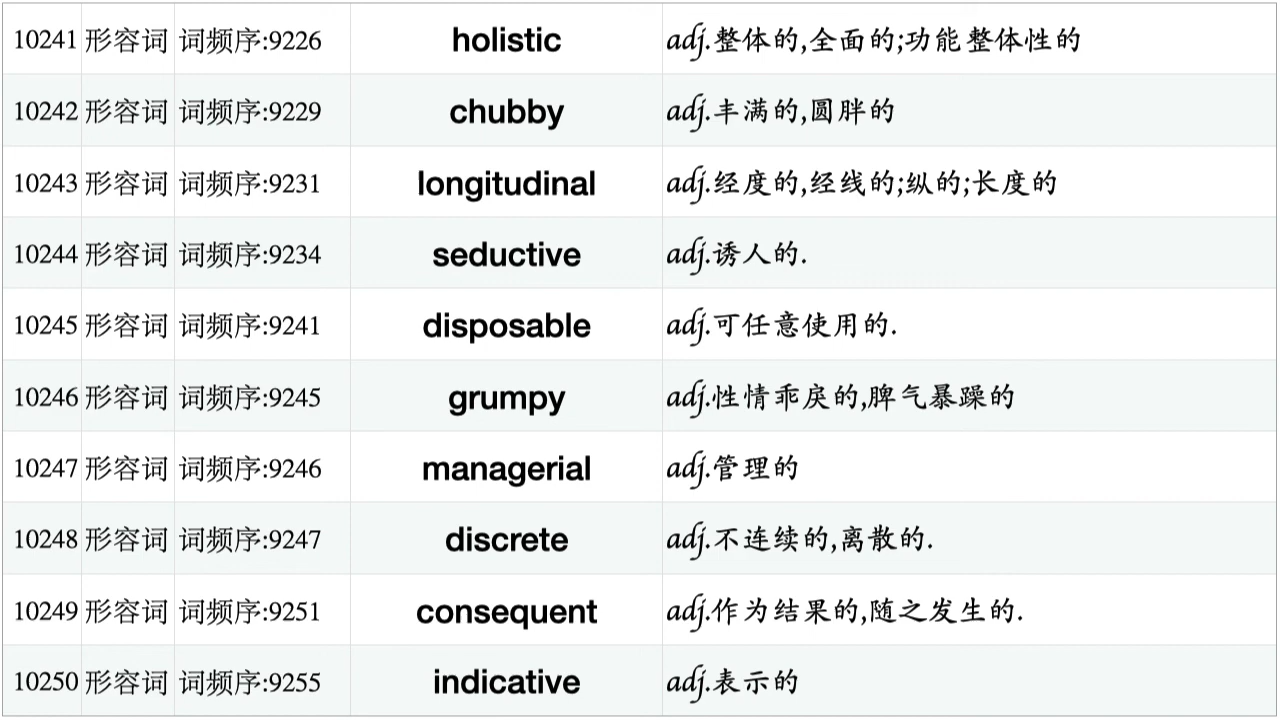 10241 形容词 词频序:9226 holistic adj.整体的,全面的;功能整体性的
10242 形容词 词频序:9229 chubby adj.丰满的,圆胖的
10243 形容词 词频序:9231 longitudinal adj.经度的,经线的;纵的;长度的
10244 形容词 词频序:9234 seductive adj.诱人的.
10245 形容词 词频序:9241 disposable adj.可任意使用的.
10246 形容词 词频序:9245 grumpy adj.性情乖戾的,脾气暴躁的
10247 形容词 词频序:9246 managerial adj.管理的
10248 形容词 词频序:9247 discrete adj.不连续的,离散的.
10249 形容词 词频序:9251 consequent adj.作为结果的,随之发生的.
10250 形容词 词频序:9255 indicative adj.表示的